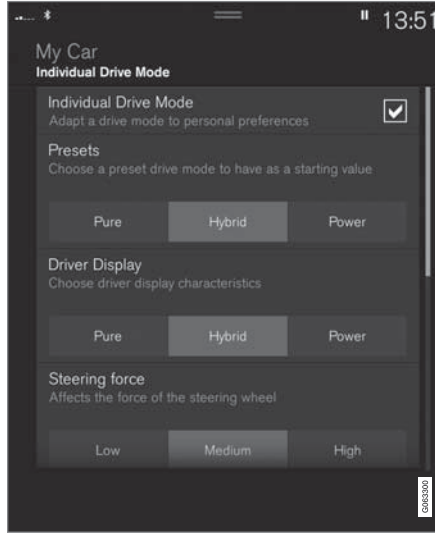 13:51
My Car
Individual Drive Mode
Individual Drive Mode
Adapt a drive mode to personal preferences
Presets
Choose a preset drive mode to have as a starting value
Pure Hybrid Power
Driver Display
Choose driver display characteristics
Pure Hybrid Power
Steering force
Affects the force of the steering wheel
Low Medium High
G063300